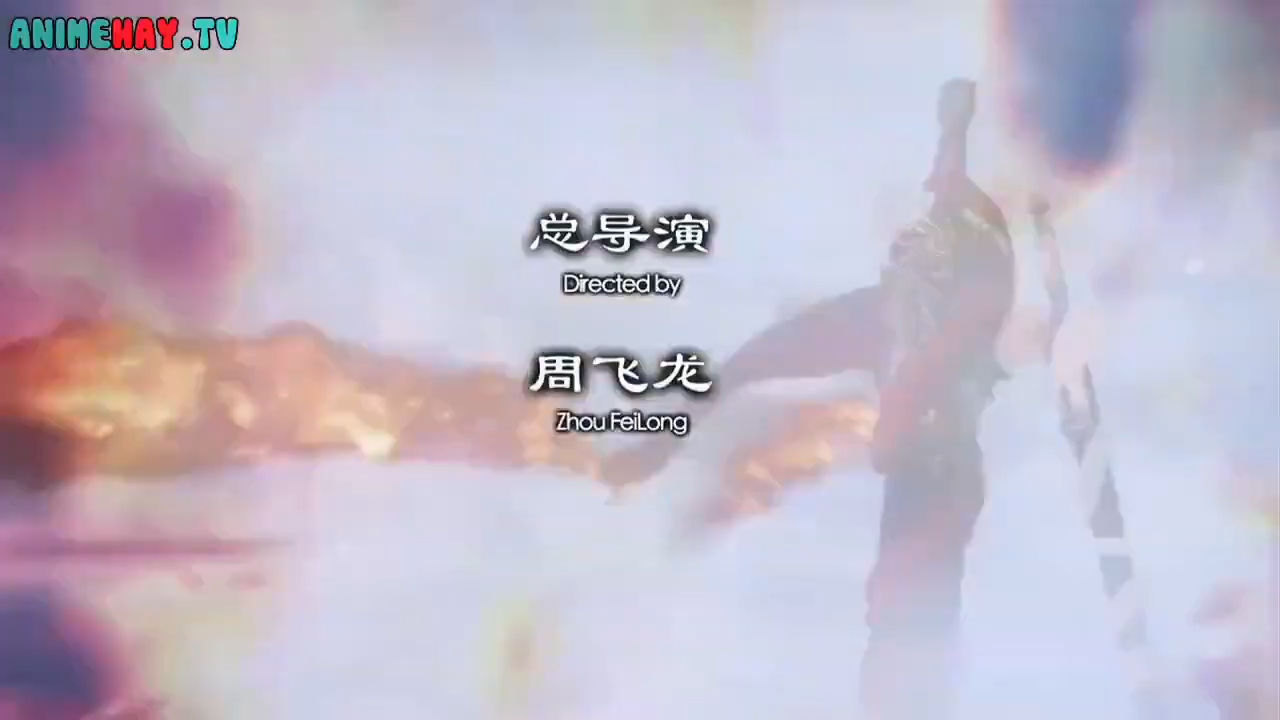 ANIMEHAY.TV
总导演
Directed by
周飞龙
Zhou FeiLong